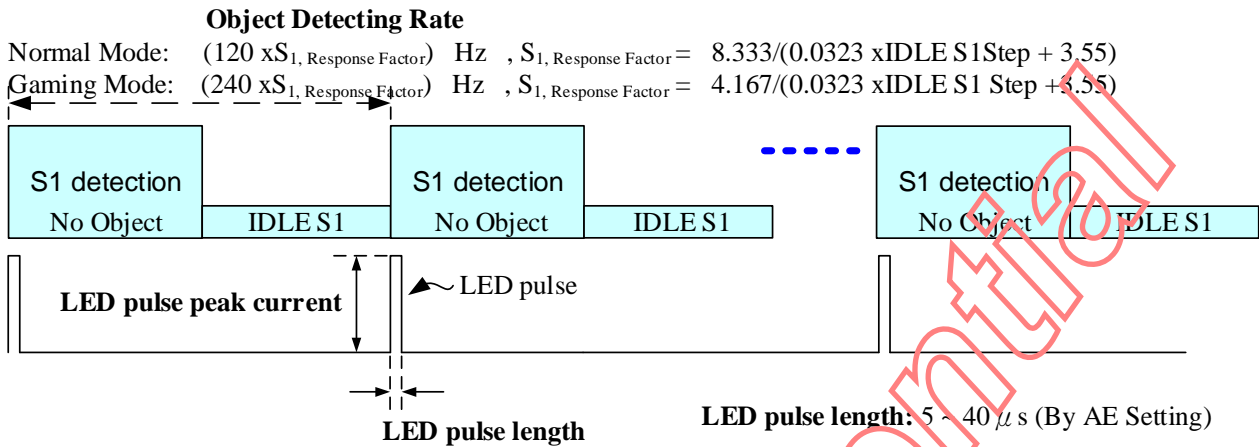 Object Detecting Rate
Normal Mode: (120 xS1, Response Factor) Hz , S1, Response Factor = 8.333/(0.0323 xIDLE S1Step + 3.55)
Gaming Mode: (240 xS1, Response Factor) Hz , S1, Response Factor = 4.167/(0.0323 xIDLE S1 Step +3.55)
S1 detection S1 detection S1 detection
No Object IDLE S1 No Object IDLE S1 No Object IDLE S1
LED pulse
LED pulse peak current
LED pulse length: 5 ~ 40 μ s (By AE Setting)
LED pulse length
ntial